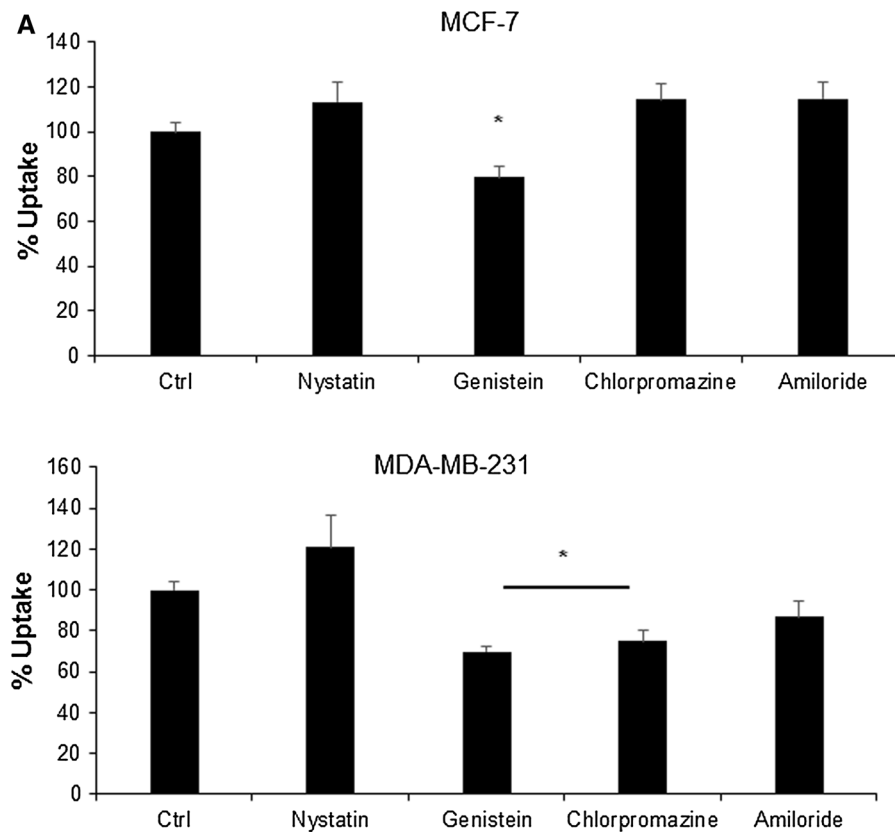 A
MCF-7
% Uptake
140
120
100
80
60
40
20
0
*
Ctrl Nystatin Genistein Chlorpromazine Amiloride
MDA-MB-231
% Uptake
160
140
120
100
80
60
40
20
0
*
Ctrl Nystatin Genistein Chlorpromazine Amiloride